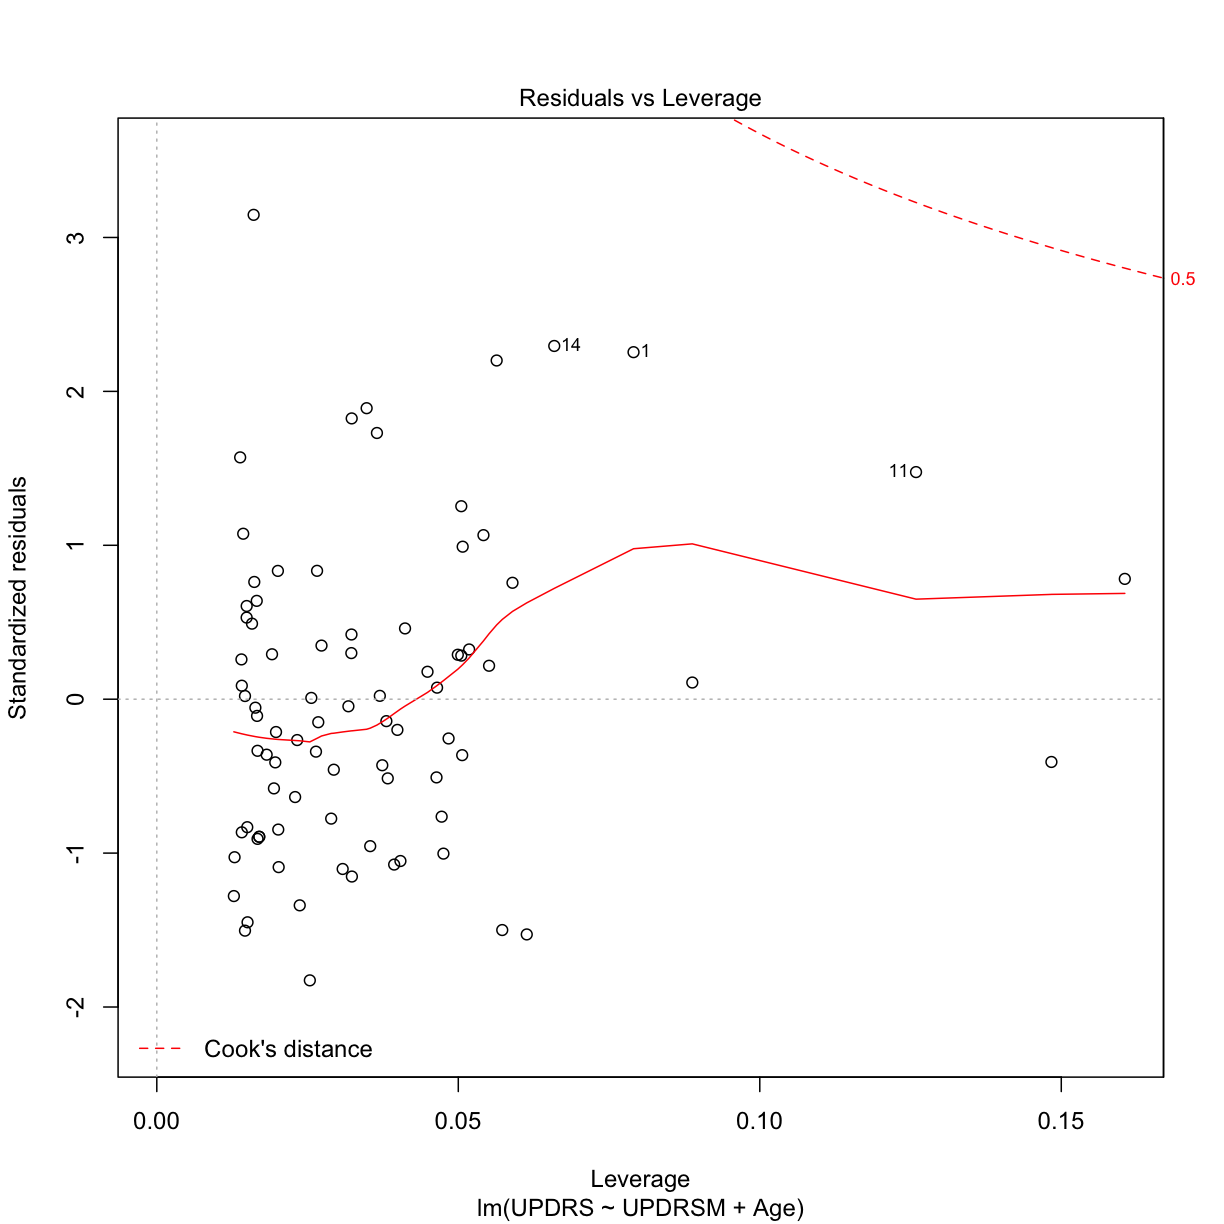 Residuals vs Leverage
3
2
1
0
-1
-2
Standardized residuals
14
1
11
0.5
Cook's distance
0.00
0.05
0.10
0.15
Leverage
lm(UPDRS ~ UPDRSM + Age)